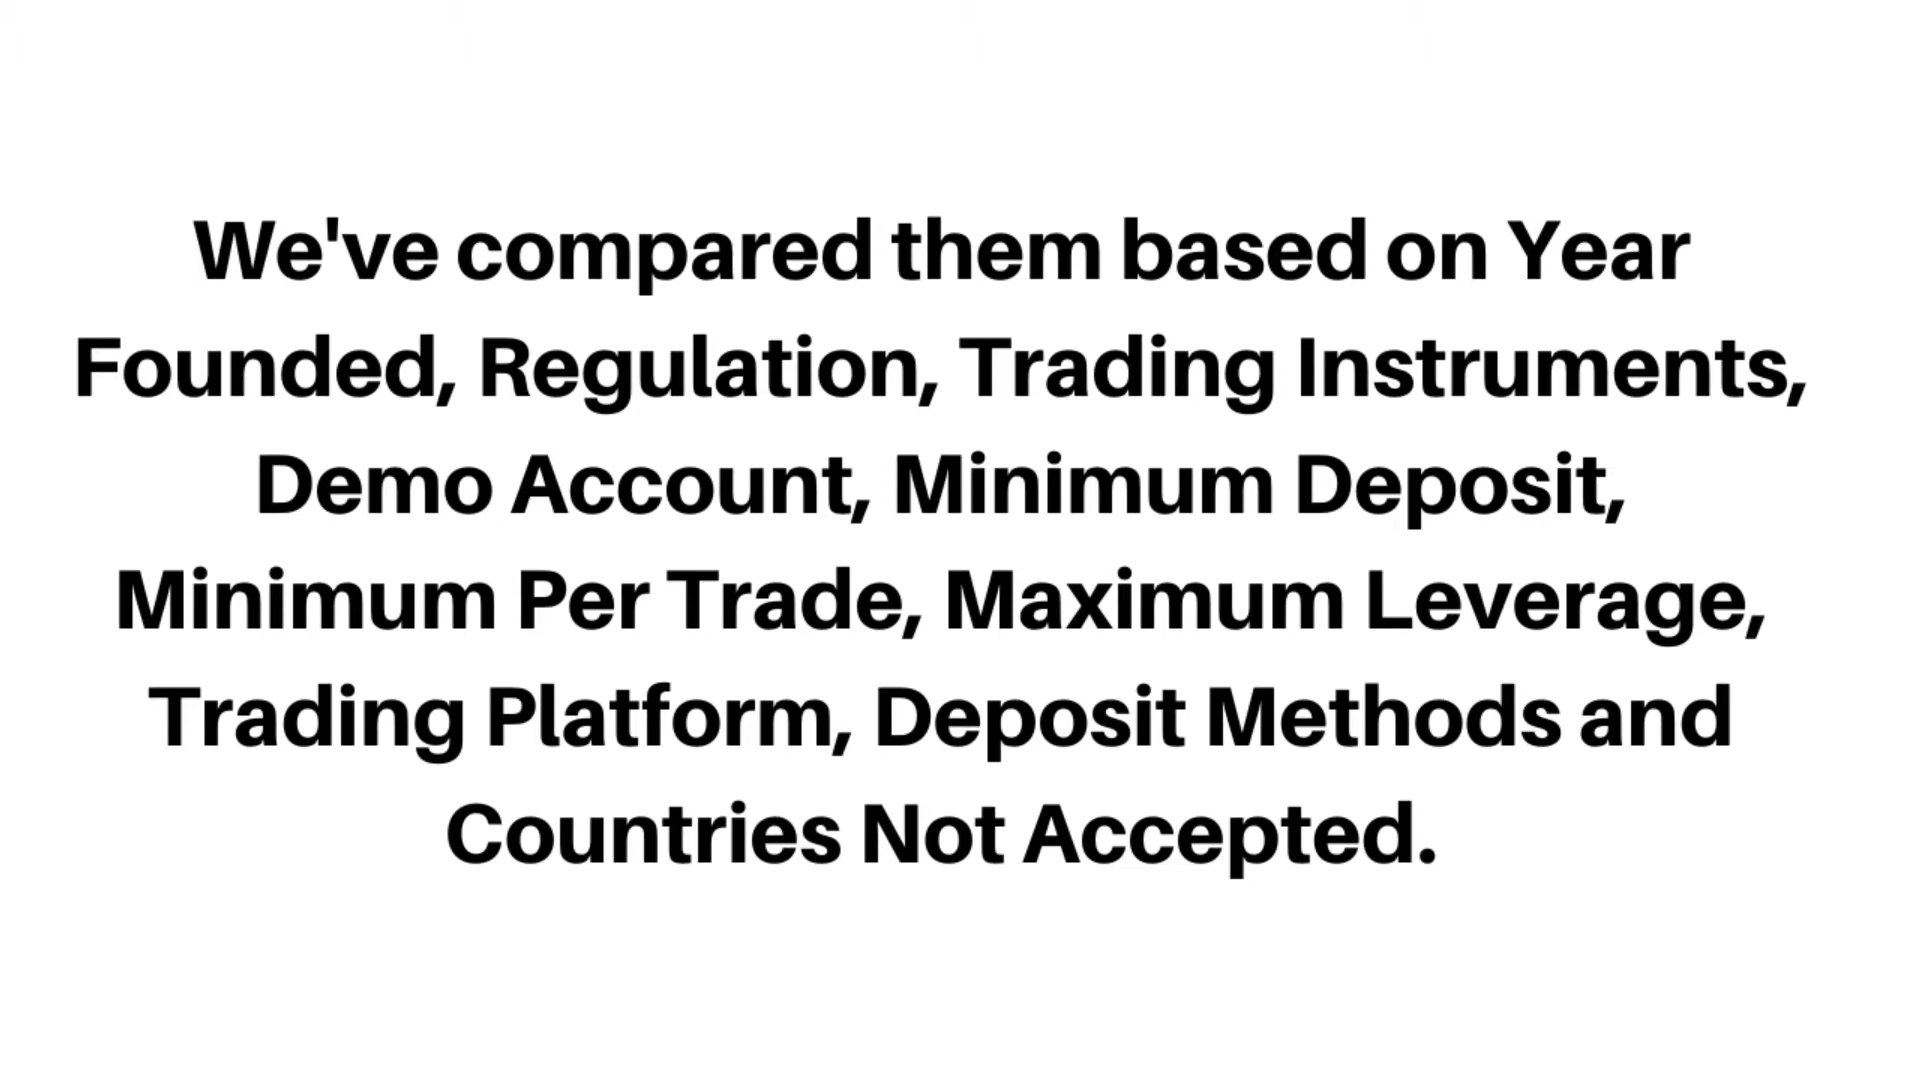 We've compared them based on Year
Founded, Regulation, Trading Instruments,
Demo Account, Minimum Deposit,
Minimum Per Trade, Maximum Leverage,
Trading Platform, Deposit Methods and
Countries Not Accepted.